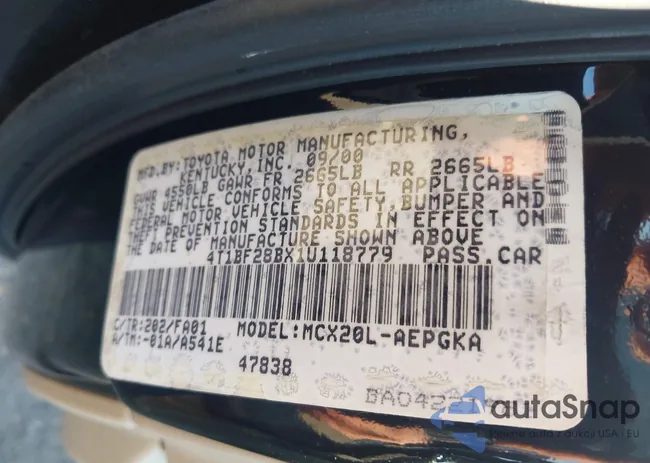 MFD.BY:TOYOTA MOTOR MANUFACTURING,
KENTUCKY,INC. 09/00
GVWR 4550LB GAWR FR 2665LB RR 2665LB
THIS VEHICLE CONFORMS TO ALL APPLICABLE
FEDERAL MOTOR VEHICLE SAFETY,BUMPER AND
THEFT PREVENTION STANDARDS IN EFFECT ON
THE DATE OF MANUFACTURE SHOWN ABOVE
4T1BF28BX1U118779 PASS.CAR
C/TR:202/FA01 MODEL:MCX20L-AEPGKA
A/TM:-01A/A541E
47838
autaSnap